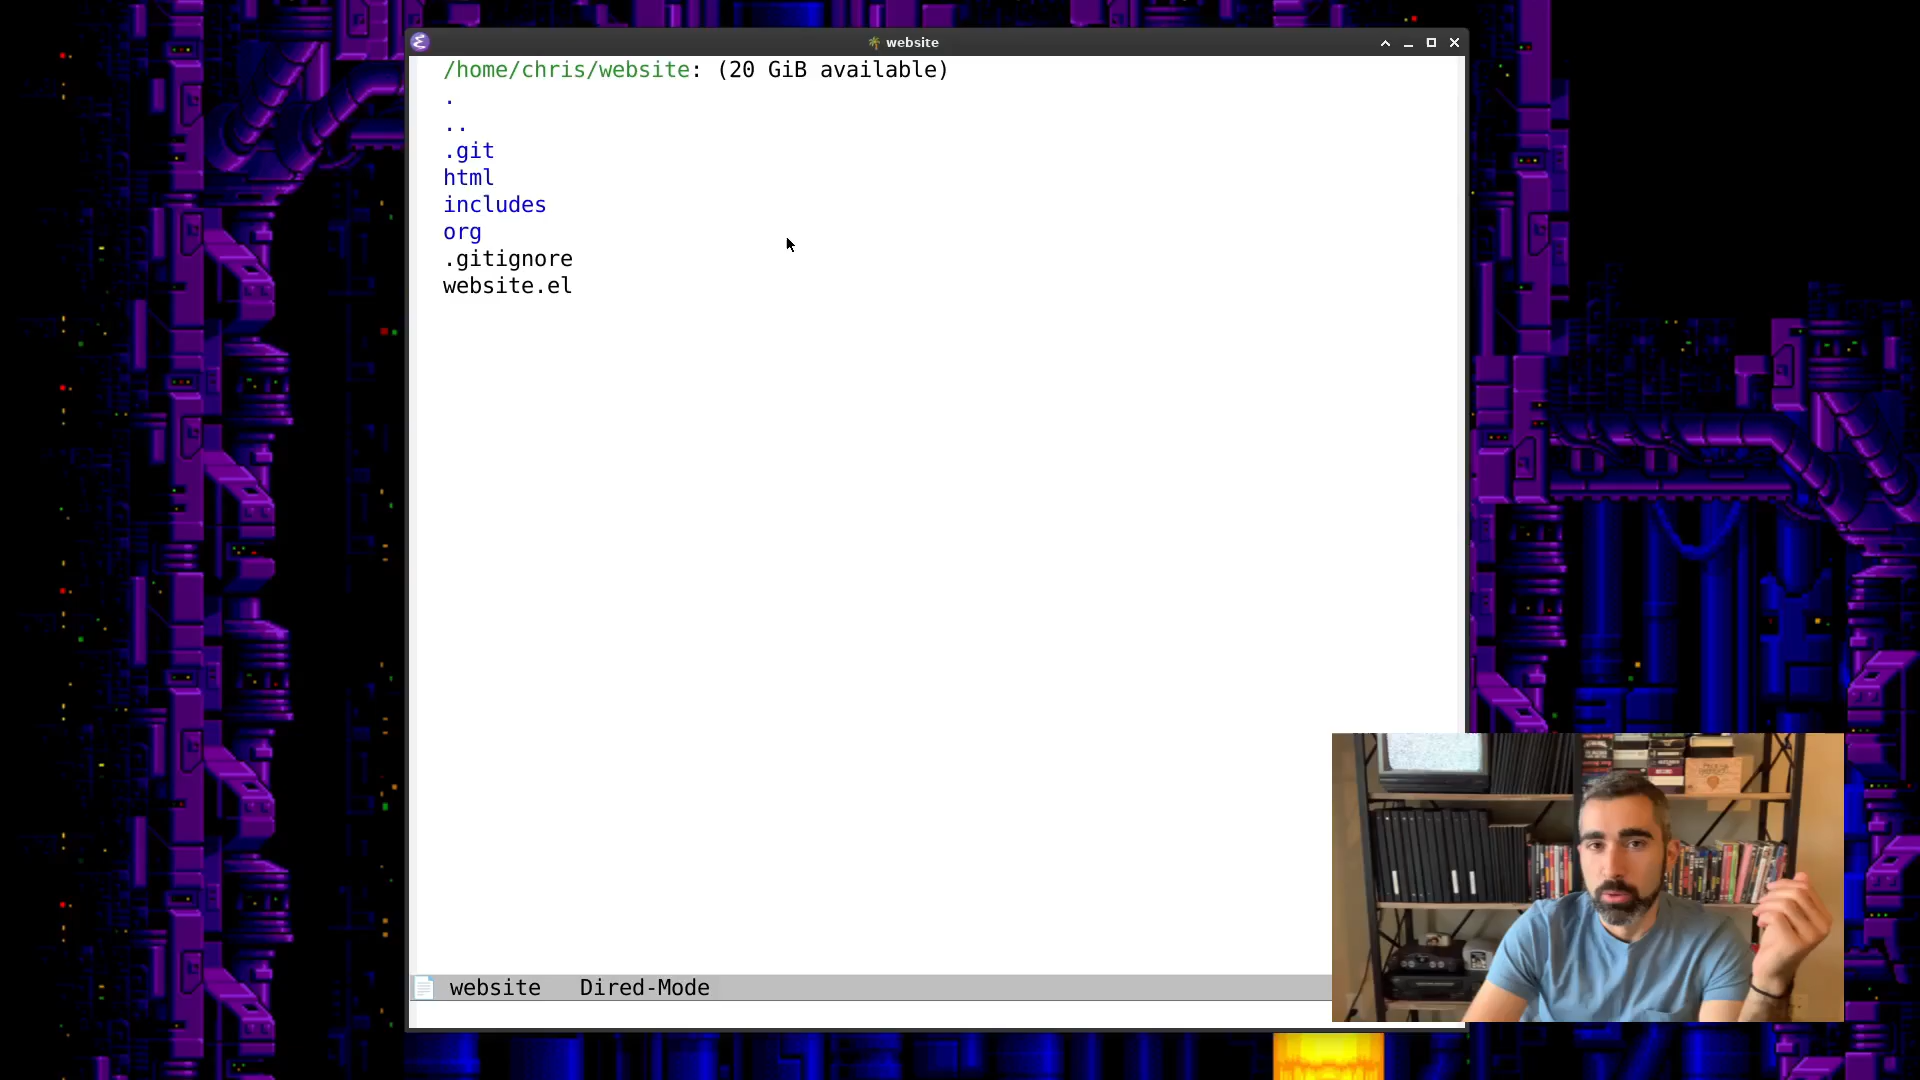 website
/home/chris/website: (20 GiB available)
.
..
.git
html
includes
org
.gitignore
website.el
website Dired-Mode